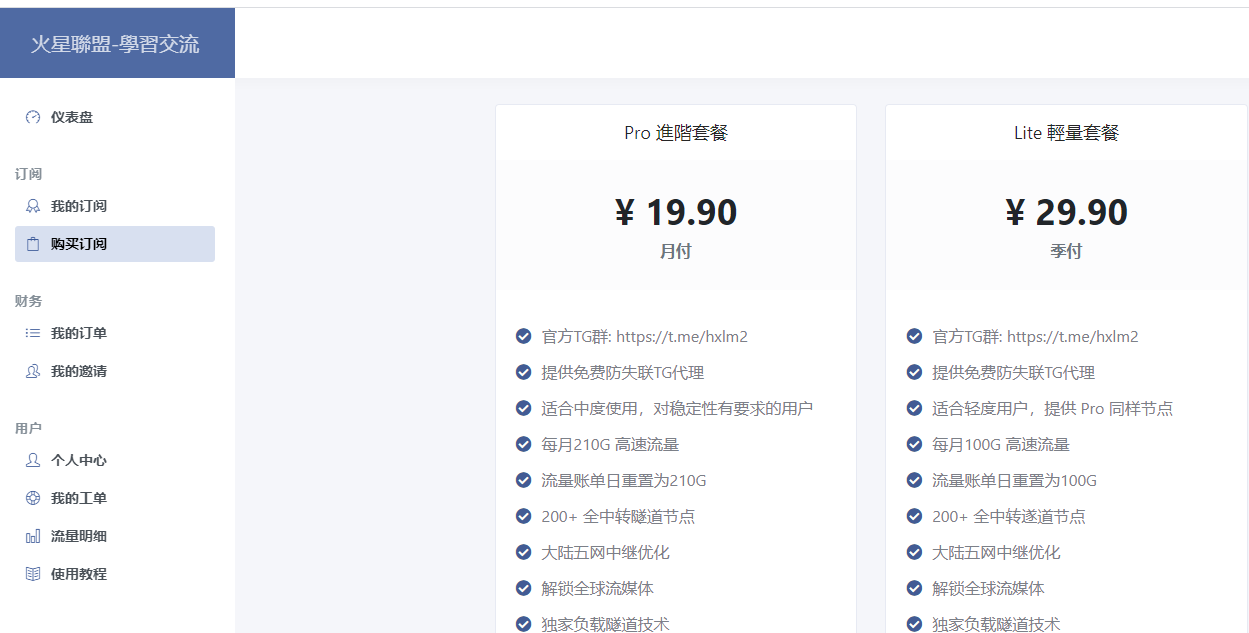 火星聯盟-學習交流
仪表盘
订阅
我的订阅
购买订阅
财务
我的订单
我的邀请
用户
个人中心
我的工单
流量明细
使用教程
Pro 進階套餐
¥ 19.90
月付
官方TG群: https://t.me/hxlm2
提供免费防失联TG代理
适合中度使用，对稳定性有要求的用户
每月210G 高速流量
流量账单日重置为210G
200+ 全中转隧道节点
大陆五网中继优化
解锁全球流媒体
独家负载隧道技术
Lite 輕量套餐
¥ 29.90
季付
官方TG群: https://t.me/hxlm2
提供免费防失联TG代理
适合轻度用户，提供 Pro 同样节点
每月100G 高速流量
流量账单日重置为100G
200+ 全中转遂道节点
大陆五网中继优化
解锁全球流媒体
独家负载隧道技术